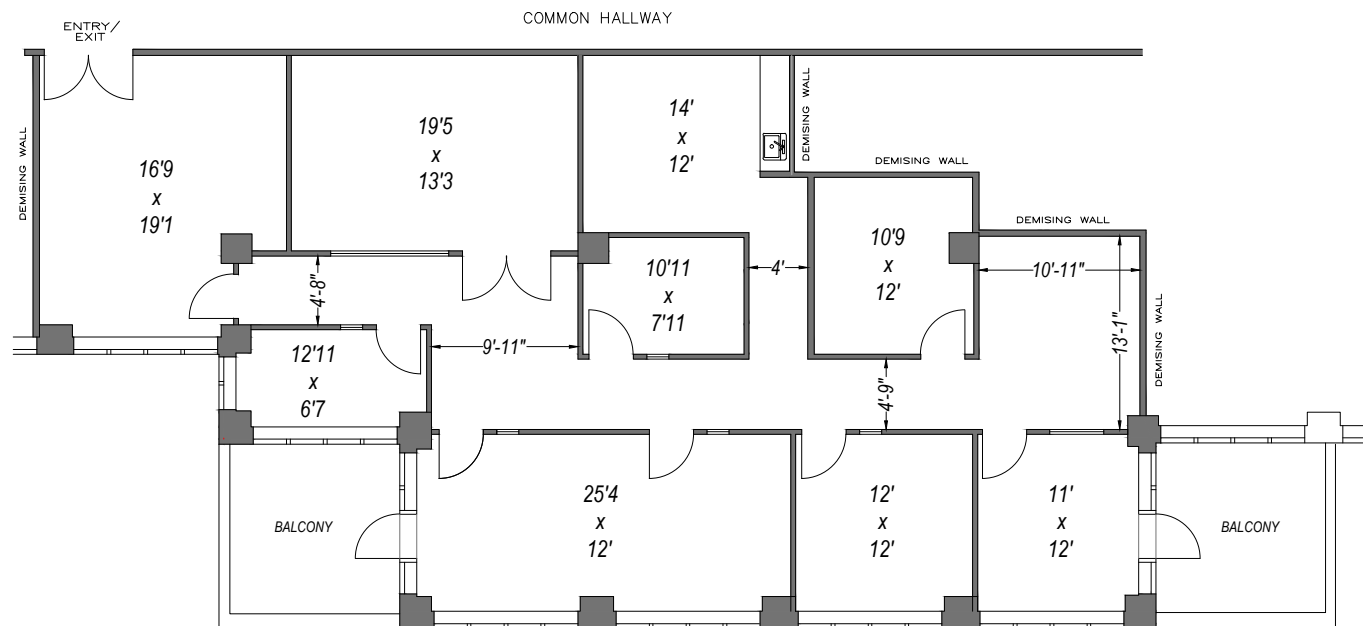 COMMON HALLWAY
ENTRY/
EXIT
DEMISING WALL
16'9
x
19'1
19'5
x
13'3
14'
x
12'
DEMISING WALL
DEMISING WALL
DEMISING WALL
10'9
x
12'
10'11
x
7'11
4'
10'-11"
4'-8"
13'-1"
DEMISING WALL
9'-11"
12'11
x
6'7
4'-9"
25'4
x
12'
12'
x
12'
11'
x
12'
BALCONY
BALCONY